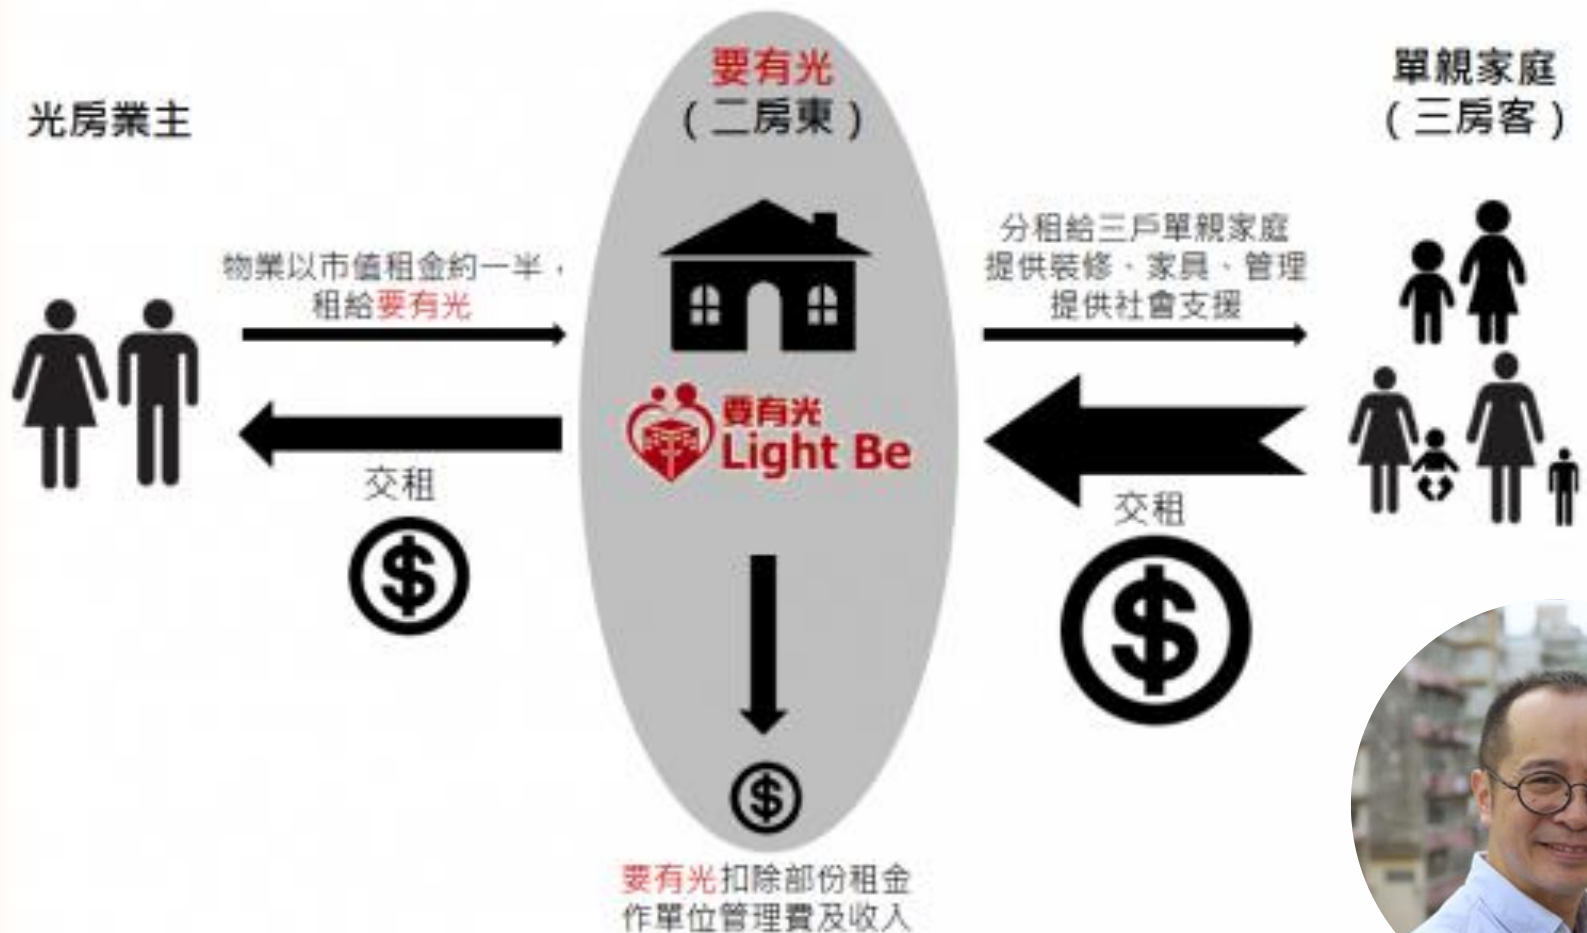 光房業主
物業以市值租金約一半，
租給要有光
交租
$
要有光
(二房東)
要有光
Light Be
$
要有光扣除部份租金
作單位管理費及收入
單親家庭
(三房客)
分租給三戶單親家庭
提供裝修、家具、管理
提供社會支援
交租
$